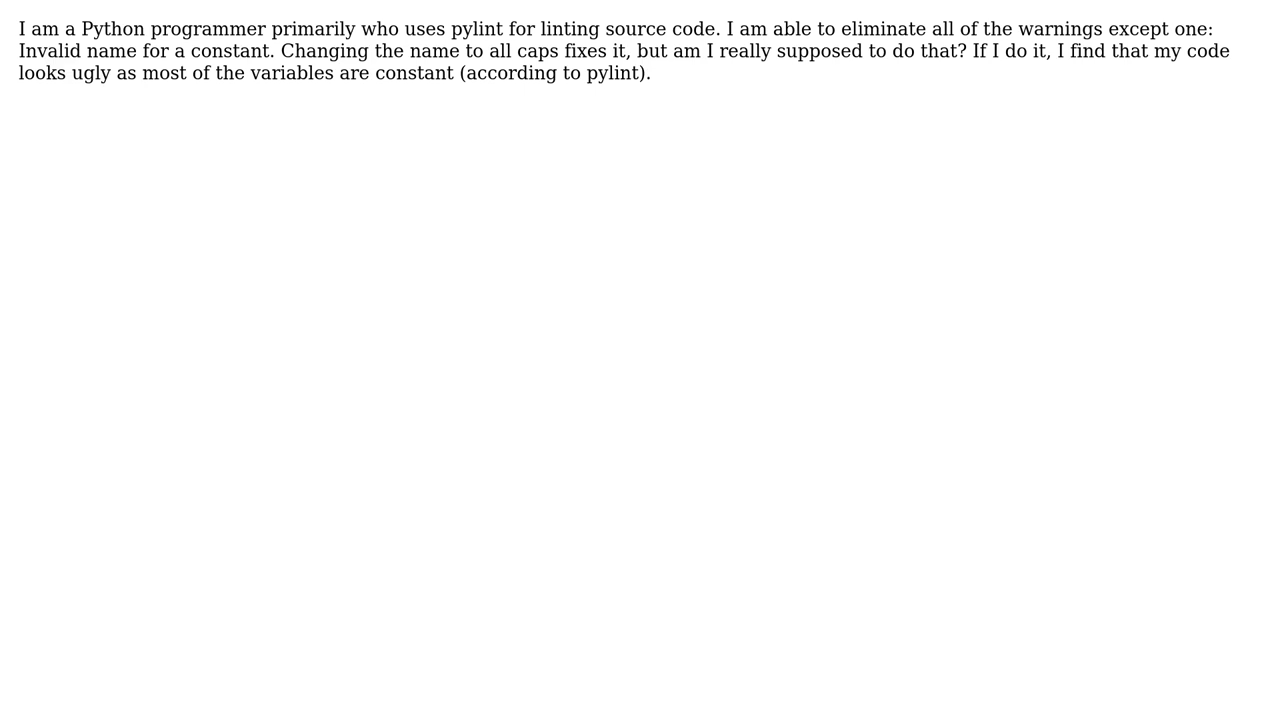 I am a Python programmer primarily who uses pylint for linting source code. I am able to eliminate all of the warnings except one:
Invalid name for a constant. Changing the name to all caps fixes it, but am I really supposed to do that? If I do it, I find that my code
looks ugly as most of the variables are constant (according to pylint).